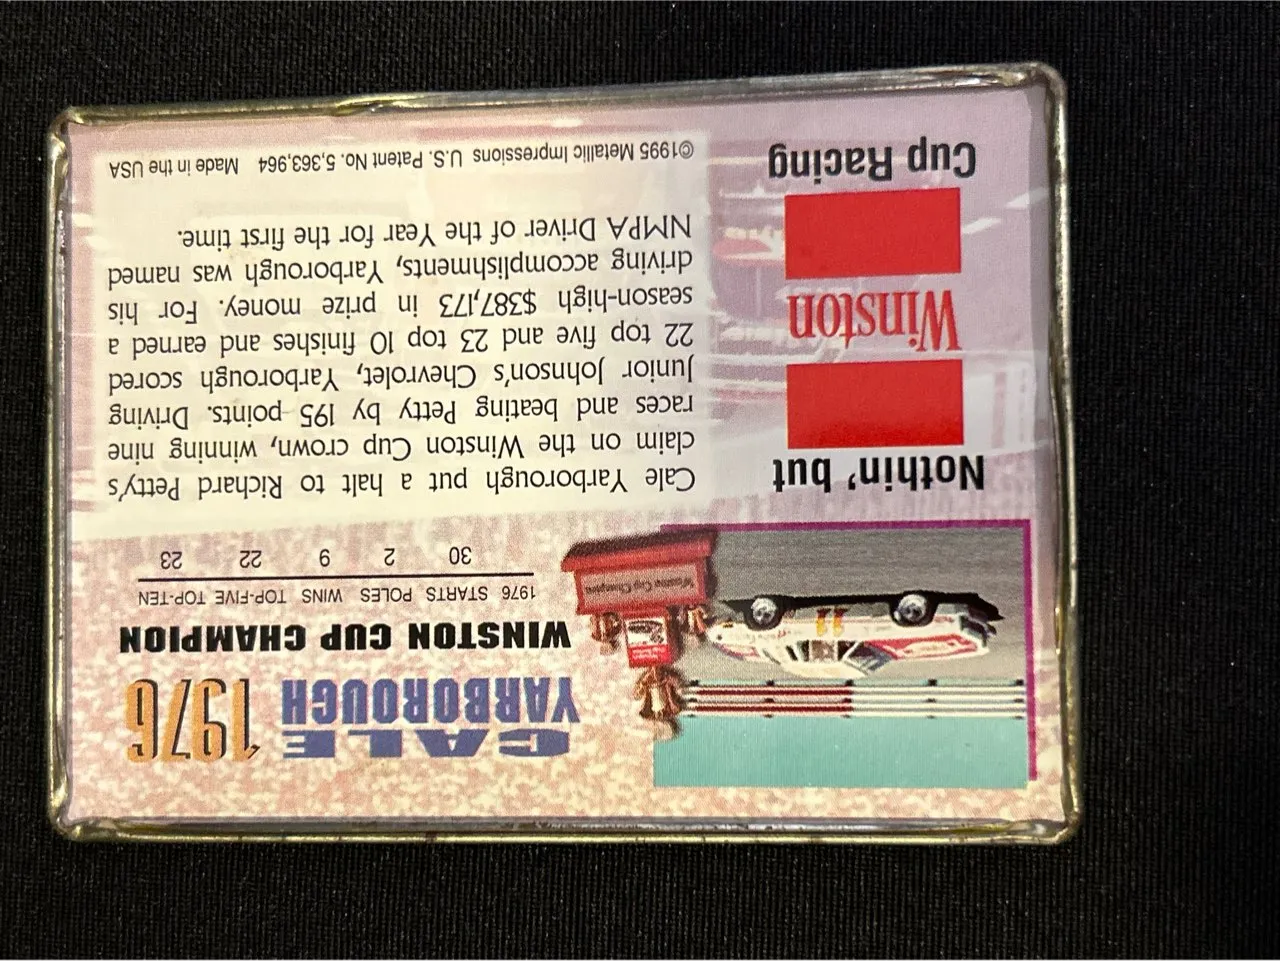 CALE
YARBOROUGH
1976
WINSTON CUP CHAMPION
1976 STARTS POLES WINS TOP-FIVE TOP-TEN
30 2 9 22 23
Winston Cup Champions
11
Nothin' but
Winston
Cup Racing
Cale Yarborough put a halt to Richard Petty's
claim on the Winston Cup crown, winning nine
races and beating Petty by 195 points. Driving
Junior Johnson's Chevrolet, Yarborough scored
22 top five and 23 top 10 finishes and earned a
season-high $387,173 in prize money. For his
driving accomplishments, Yarborough was named
NMPA Driver of the Year for the first time.
©1995 Metallic Impressions U.S. Patent No. 5,363,964 Made in the USA